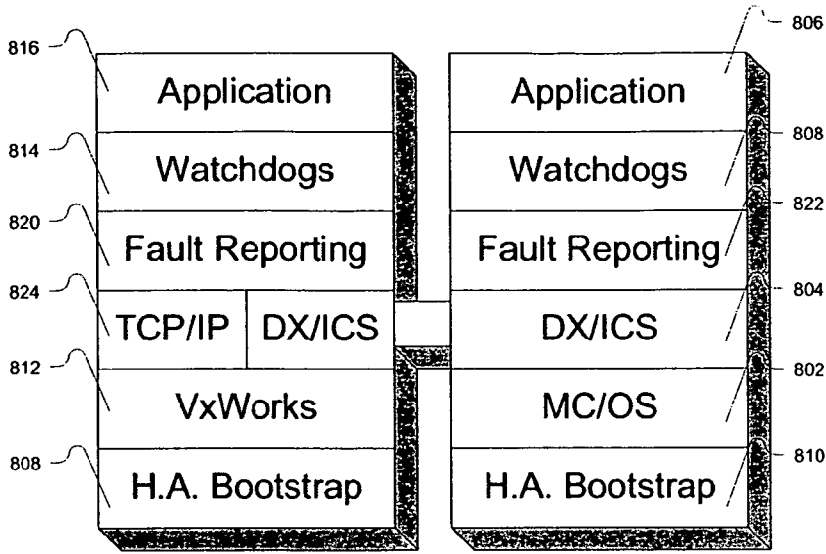 806
816
Application
Application
808
814
Watchdogs
Watchdogs
822
820
Fault Reporting
Fault Reporting
804
824
TCP/IP
DX/ICS
DX/ICS
812
802
VxWorks
MC/OS
808
810
H.A. Bootstrap
H.A. Bootstrap